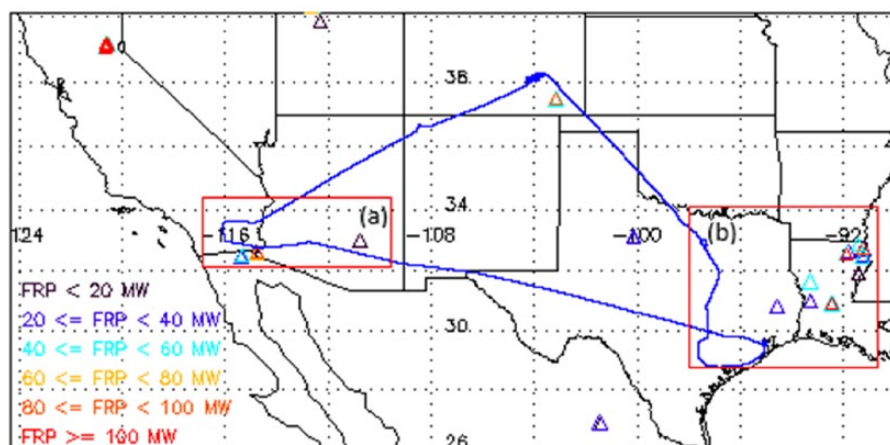 38
34
(a)
124
-116
-108
-100
(b)
-92
FRP < 20 MW
20 <= FRP < 40 MW
40 <= FRP < 60 MW
60 <= FRP < 80 MW
80 <= FRP < 100 MW
FRP >= 100 MW
30
26